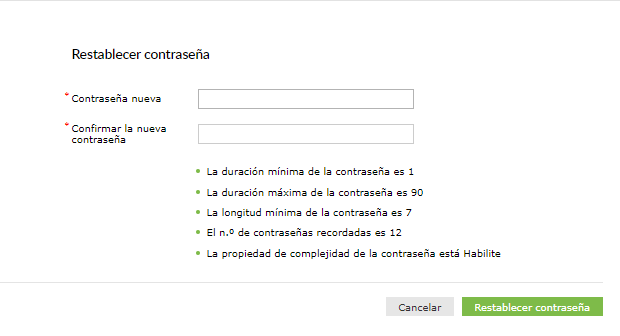 Restablecer contraseña
* Contraseña nueva
* Confirmar la nueva
contraseña
La duración mínima de la contraseña es 1
La duración máxima de la contraseña es 90
La longitud mínima de la contraseña es 7
El n.º de contraseñas recordadas es 12
La propiedad de complejidad de la contraseña está Habilite
Cancelar Restablecer contraseña